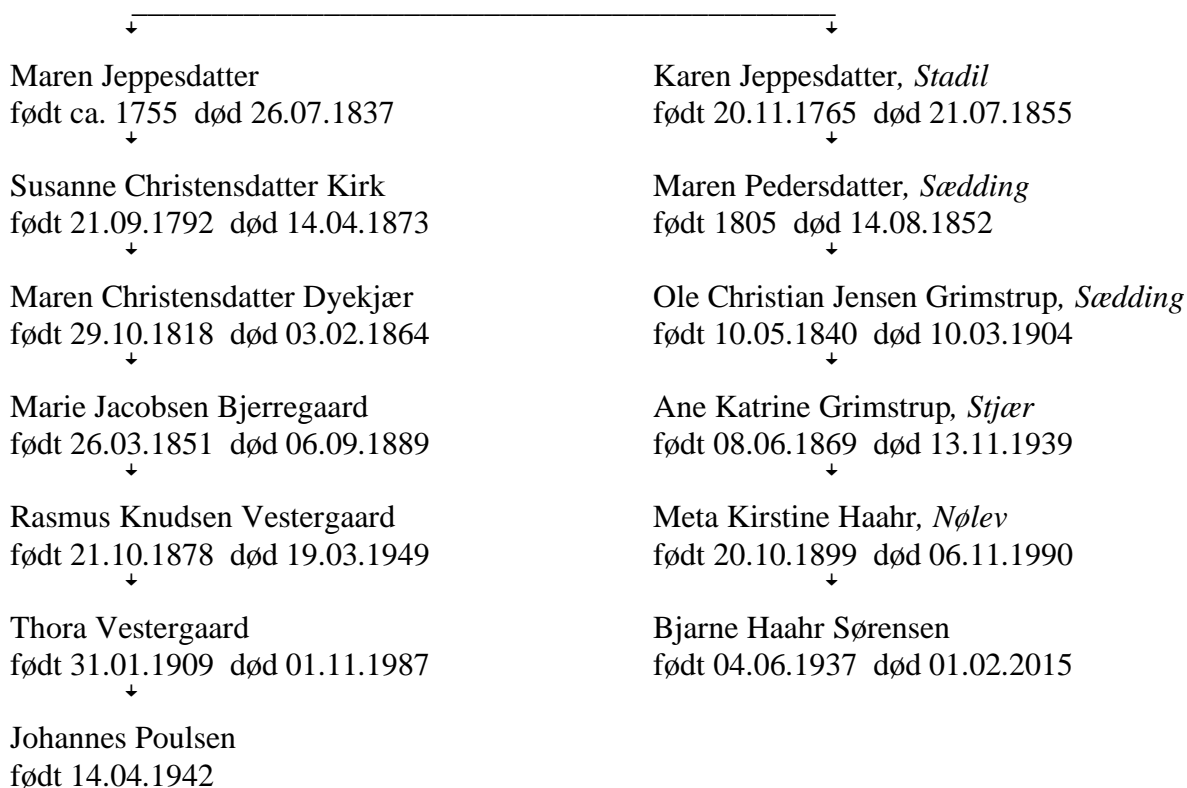 Maren Jeppesdatter
født ca. 1755 død 26.07.1837
Susanne Christensdatter Kirk
født 21.09.1792 død 14.04.1873
Maren Christensdatter Dyekjær
født 29.10.1818 død 03.02.1864
Marie Jacobsen Bjerregaard
født 26.03.1851 død 06.09.1889
Rasmus Knudsen Vestergaard
født 21.10.1878 død 19.03.1949
Thora Vestergaard
født 31.01.1909 død 01.11.1987
Johannes Poulsen
født 14.04.1942
Karen Jeppesdatter, Stadil
født 20.11.1765 død 21.07.1855
Maren Pedersdatter, Sædding
født 1805 død 14.08.1852
Ole Christian Jensen Grimstrup, Sædding
født 10.05.1840 død 10.03.1904
Ane Katrine Grimstrup, Stjær
født 08.06.1869 død 13.11.1939
Meta Kirstine Haahr, Nølev
født 20.10.1899 død 06.11.1990
Bjarne Haahr Sørensen
født 04.06.1937 død 01.02.2015